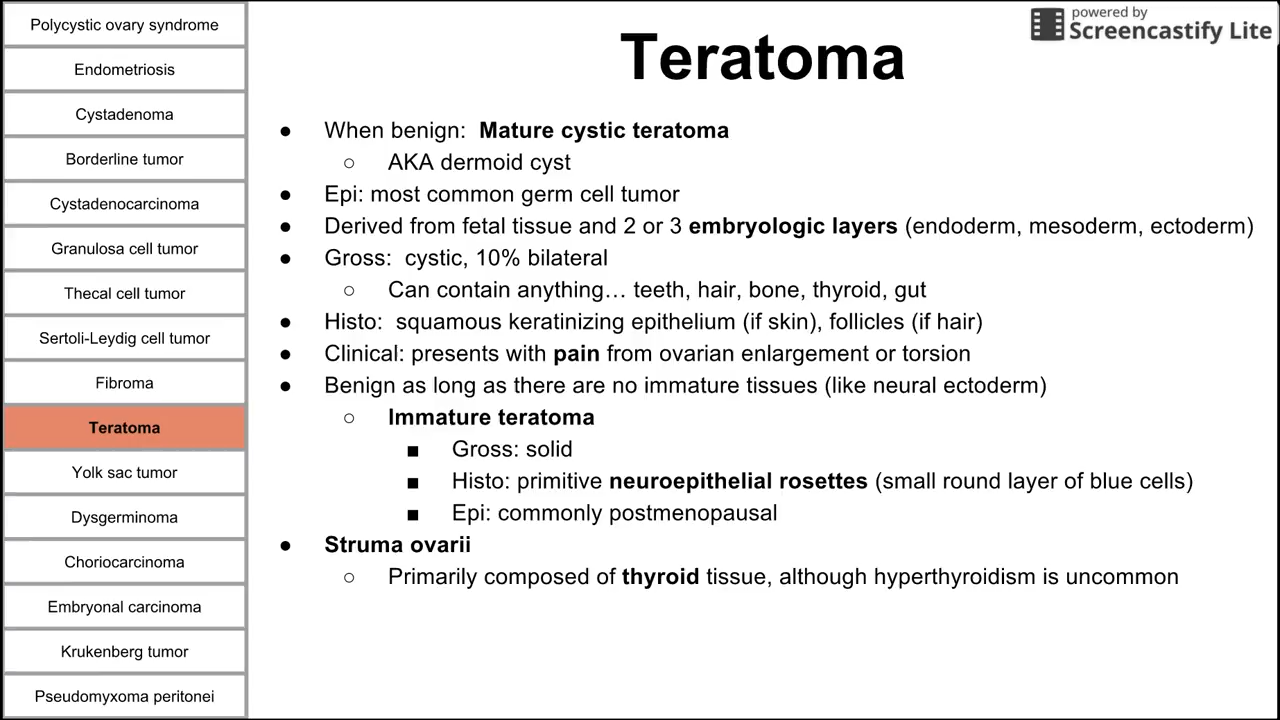 Polycystic ovary syndrome
Endometriosis
Cystadenoma
Borderline tumor
Cystadenocarcinoma
Granulosa cell tumor
Thecal cell tumor
Sertoli-Leydig cell tumor
Fibroma
Teratoma
Yolk sac tumor
Dysgerminoma
Choriocarcinoma
Embryonal carcinoma
Krukenberg tumor
Pseudomyxoma peritonei
powered by
Screencastify Lite
Teratoma
● When benign: Mature cystic teratoma
○ AKA dermoid cyst
● Epi: most common germ cell tumor
● Derived from fetal tissue and 2 or 3 embryologic layers (endoderm, mesoderm, ectoderm)
● Gross: cystic, 10% bilateral
○ Can contain anything… teeth, hair, bone, thyroid, gut
● Histo: squamous keratinizing epithelium (if skin), follicles (if hair)
● Clinical: presents with pain from ovarian enlargement or torsion
● Benign as long as there are no immature tissues (like neural ectoderm)
○ Immature teratoma
■ Gross: solid
■ Histo: primitive neuroepithelial rosettes (small round layer of blue cells)
■ Epi: commonly postmenopausal
● Struma ovarii
○ Primarily composed of thyroid tissue, although hyperthyroidism is uncommon